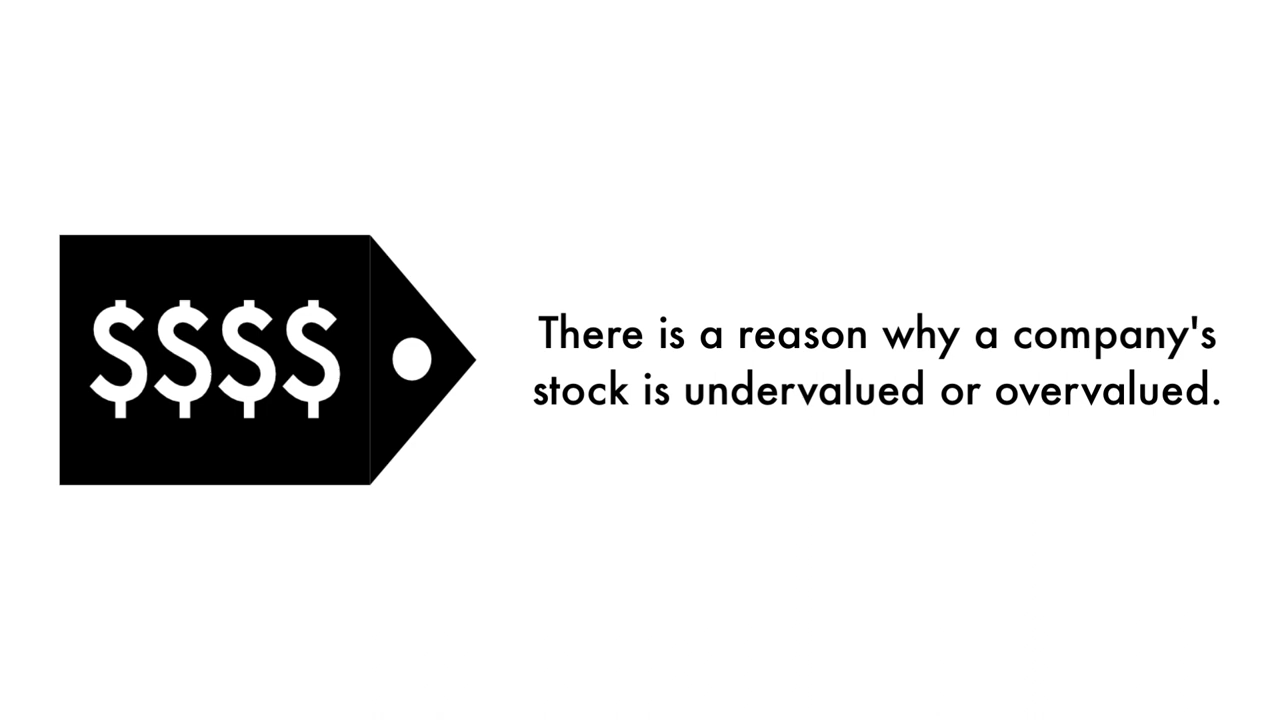 $$$$
There is a reason why a company's
stock is undervalued or overvalued.